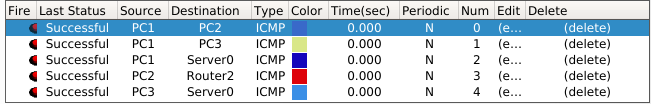 Fire Last Status Source Destination Type Color Time(sec) Periodic Num Edit Delete
Successful PC1 PC2 ICMP 0.000 N 0 (e... (delete)
Successful PC1 PC3 ICMP 0.000 N 1 (e... (delete)
Successful PC1 Server0 ICMP 0.000 N 2 (e... (delete)
Successful PC2 Router2 ICMP 0.000 N 3 (e... (delete)
Successful PC3 Server0 ICMP 0.000 N 4 (e... (delete)